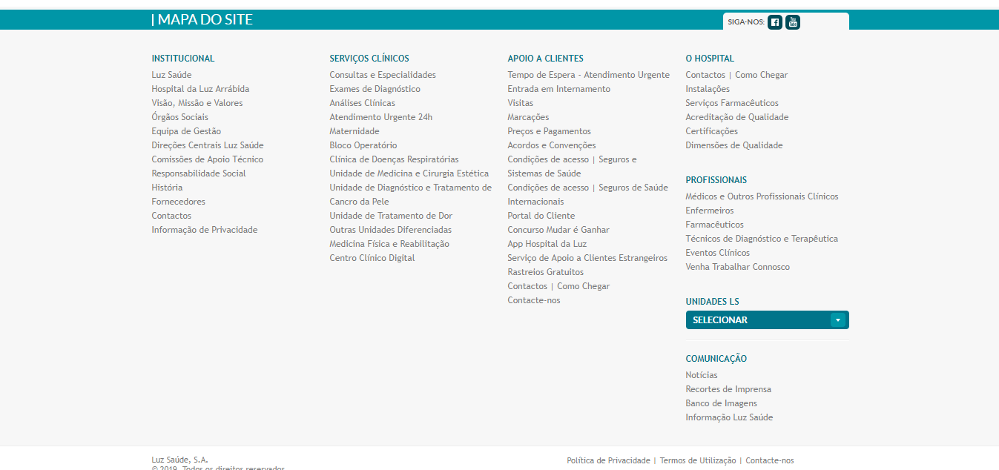 | MAPA DO SITE
SIGA-NOS:
You
Tube
INSTITUCIONAL
Luz Saúde
Hospital da Luz Arrábida
Visão, Missão e Valores
Órgãos Sociais
Equipa de Gestão
Direções Centrais Luz Saúde
Comissões de Apoio Técnico
Responsabilidade Social
História
Fornecedores
Contactos
Informação de Privacidade
SERVIÇOS CLÍNICOS
Consultas e Especialidades
Exames de Diagnóstico
Análises Clínicas
Atendimento Urgente 24h
Maternidade
Bloco Operatório
Clínica de Doenças Respiratórias
Unidade de Medicina e Cirurgia Estética
Unidade de Diagnóstico e Tratamento de
Cancro da Pele
Unidade de Tratamento de Dor
Outras Unidades Diferenciadas
Medicina Física e Reabilitação
Centro Clínico Digital
APOIO A CLIENTES
Tempo de Espera - Atendimento Urgente
Entrada em Internamento
Visitas
Marcações
Preços e Pagamentos
Acordos e Convenções
Condições de acesso | Seguros e
Sistemas de Saúde
Condições de acesso | Seguros de Saúde
Internacionais
Portal do Cliente
Concurso Mudar é Ganhar
App Hospital da Luz
Serviço de Apoio a Clientes Estrangeiros
Rastreios Gratuitos
Contactos | Como Chegar
Contacte-nos
O HOSPITAL
Contactos | Como Chegar
Instalações
Serviços Farmacêuticos
Acreditação de Qualidade
Certificações
Dimensões de Qualidade
PROFISSIONAIS
Médicos e Outros Profissionais Clínicos
Enfermeiros
Farmacêuticos
Técnicos de Diagnóstico e Terapêutica
Eventos Clínicos
Venha Trabalhar Connosco
UNIDADES LS
SELECIONAR
COMUNICAÇÃO
Notícias
Recortes de Imprensa
Banco de Imagens
Informação Luz Saúde
Luz Saúde, S.A.
© 2019. Todos os direitos reservados
Política de Privacidade | Termos de Utilização | Contacte-nos